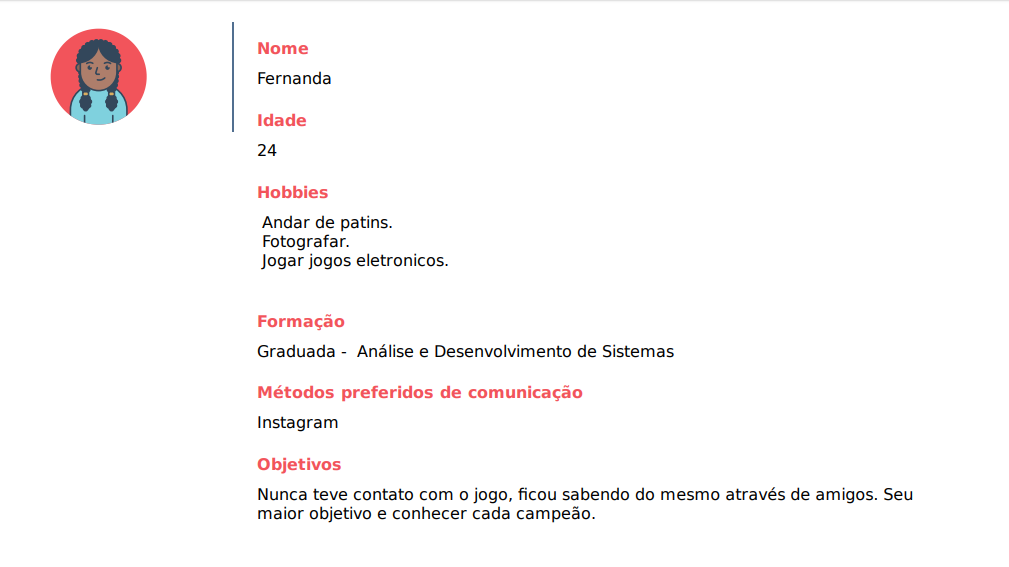 Nome
Fernanda
Idade
24
Hobbies
Andar de patins.
Fotografar.
Jogar jogos eletronicos.
Formação
Graduada -  Análise e Desenvolvimento de Sistemas
Métodos preferidos de comunicação
Instagram
Objetivos
Nunca teve contato com o jogo, ficou sabendo do mesmo através de amigos. Seu
maior objetivo e conhecer cada campeão.